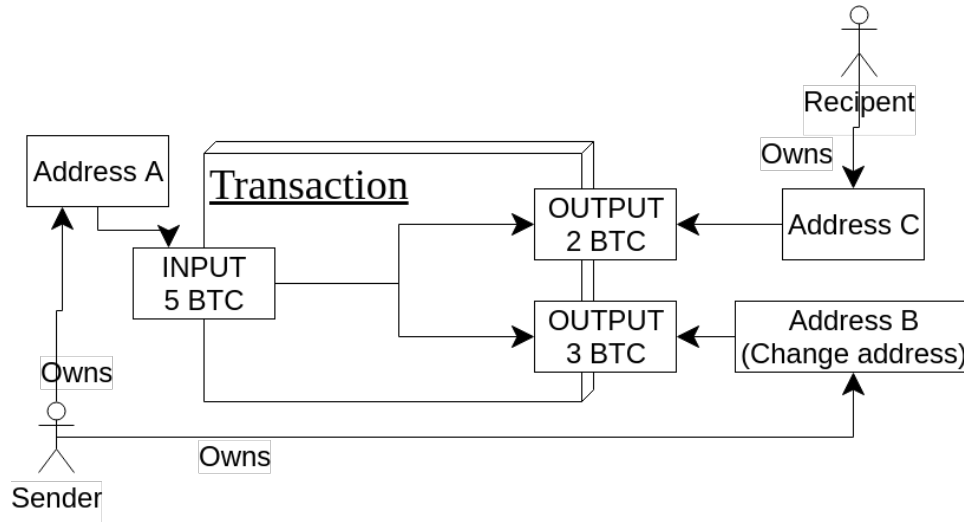 Recipent
Owns
Address A
Transaction
Address C
OUTPUT
2 BTC
INPUT
5 BTC
OUTPUT
3 BTC
Address B
(Change address)
Owns
Owns
Sender